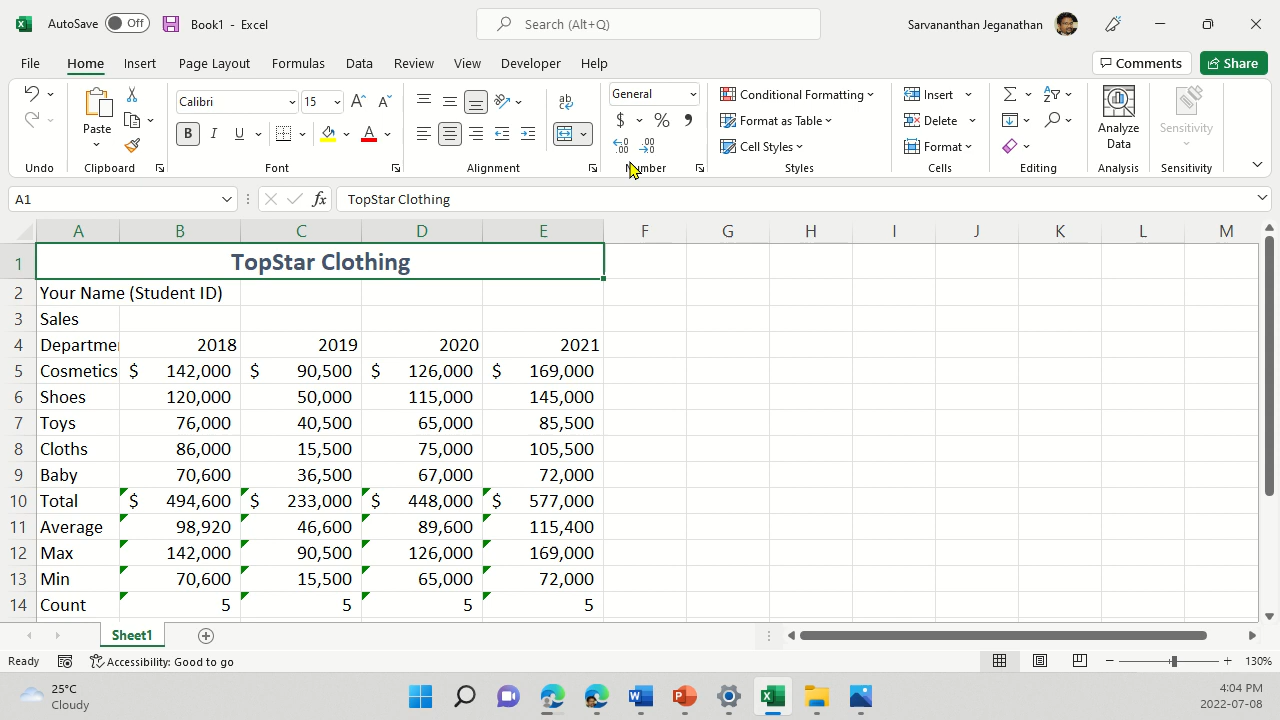 AutoSave Off Book1 - Excel Search (Alt+Q) Sarvananthan Jeganathan
File Home Insert Page Layout Formulas Data Review View Developer Help Comments Share
Calibri 15 General Conditional Formatting Insert
Paste B I U A $ % Format as Table Delete Analyze Data Sensitivity
Cell Styles Format
Undo Clipboard Font Alignment Number Styles Cells Editing Analysis Sensitivity
A1 fx TopStar Clothing
A B C D E F G H I J K L M
1 TopStar Clothing
2 Your Name (Student ID)
3 Sales
4 Departme 2018 2019 2020 2021
5 Cosmetics $ 142,000 $ 90,500 $ 126,000 $ 169,000
6 Shoes 120,000 50,000 115,000 145,000
7 Toys 76,000 40,500 65,000 85,500
8 Cloths 86,000 15,500 75,000 105,500
9 Baby 70,600 36,500 67,000 72,000
10 Total $ 494,600 $ 233,000 $ 448,000 $ 577,000
11 Average 98,920 46,600 89,600 115,400
12 Max 142,000 90,500 126,000 169,000
13 Min 70,600 15,500 65,000 72,000
14 Count 5 5 5 5
Sheet1
Ready Accessibility: Good to go 130%
25°C 4:04 PM
Cloudy 2022-07-08